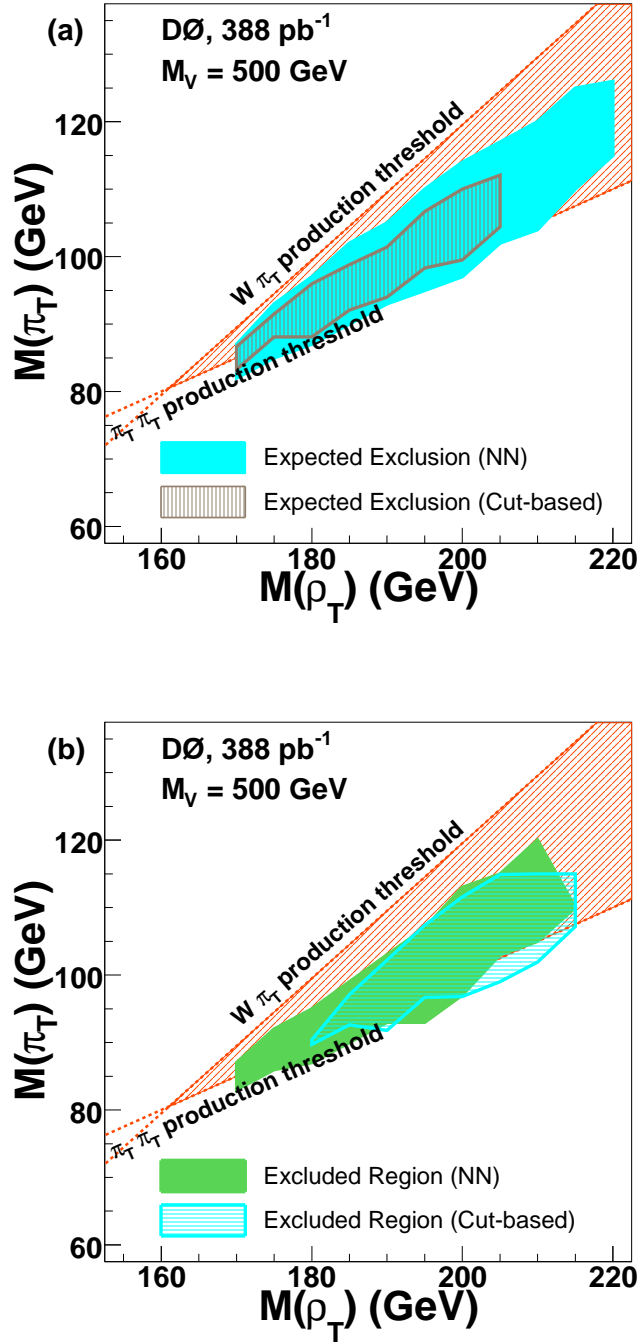 (a) DØ, 388 pb⁻¹
M_V = 500 GeV
W π_T production threshold
π_T π_T production threshold
M(π_T) (GeV)
120
100
80
60
Expected Exclusion (NN)
Expected Exclusion (Cut-based)
160 180 200 220
M(ρ_T) (GeV)
(b) DØ, 388 pb⁻¹
M_V = 500 GeV
W π_T production threshold
π_T π_T production threshold
M(π_T) (GeV)
120
100
80
60
Excluded Region (NN)
Excluded Region (Cut-based)
160 180 200 220
M(ρ_T) (GeV)